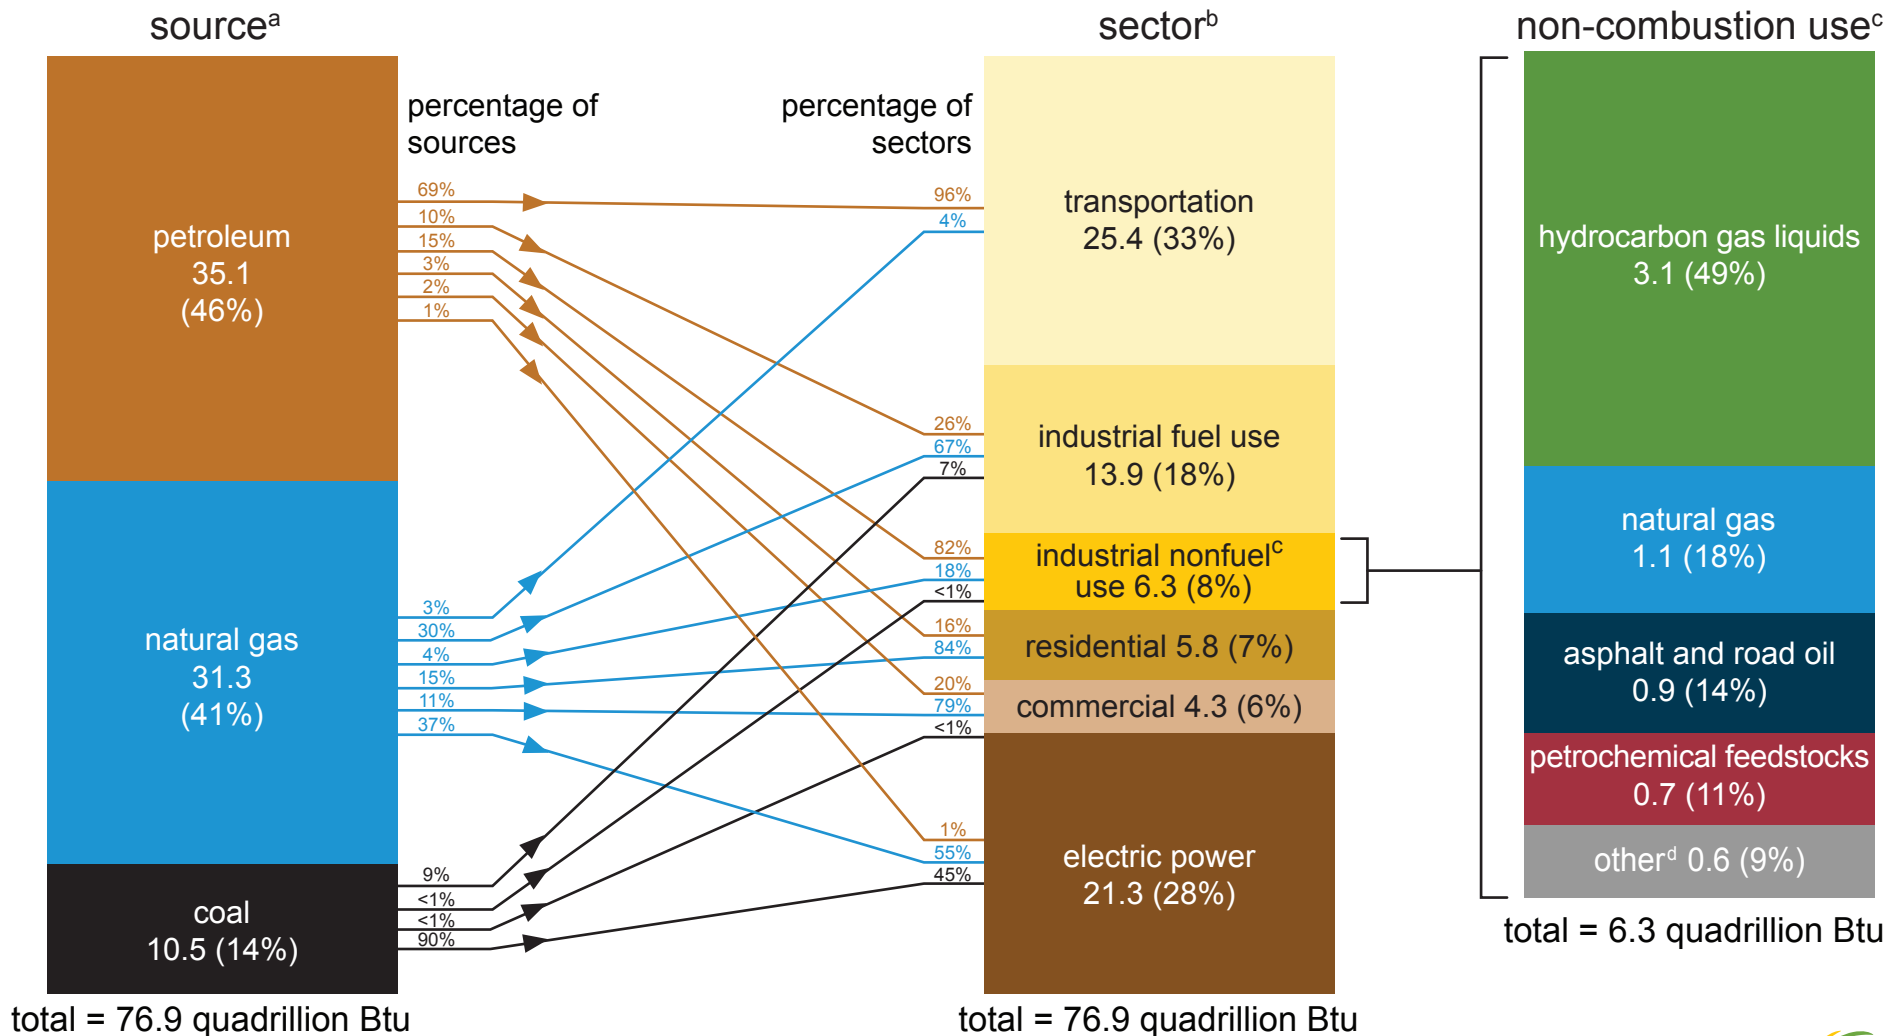 sourceᵃ
sectorᵇ
non-combustion useᶜ
percentage of
sources
percentage of
sectors
petroleum
35.1
(46%)
69%
10%
15%
3%
2%
1%
natural gas
31.3
(41%)
3%
30%
4%
15%
11%
37%
coal
10.5 (14%)
9%
<1%
<1%
90%
total = 76.9 quadrillion Btu
96%
4%
transportation
25.4 (33%)
26%
67%
7%
industrial fuel use
13.9 (18%)
82%
18%
<1%
industrial nonfuelᶜ
use 6.3 (8%)
16%
84%
residential 5.8 (7%)
20%
79%
<1%
commercial 4.3 (6%)
1%
55%
45%
electric power
21.3 (28%)
total = 76.9 quadrillion Btu
hydrocarbon gas liquids
3.1 (49%)
natural gas
1.1 (18%)
asphalt and road oil
0.9 (14%)
petrochemical feedstocks
0.7 (11%)
otherᵈ 0.6 (9%)
total = 6.3 quadrillion Btu